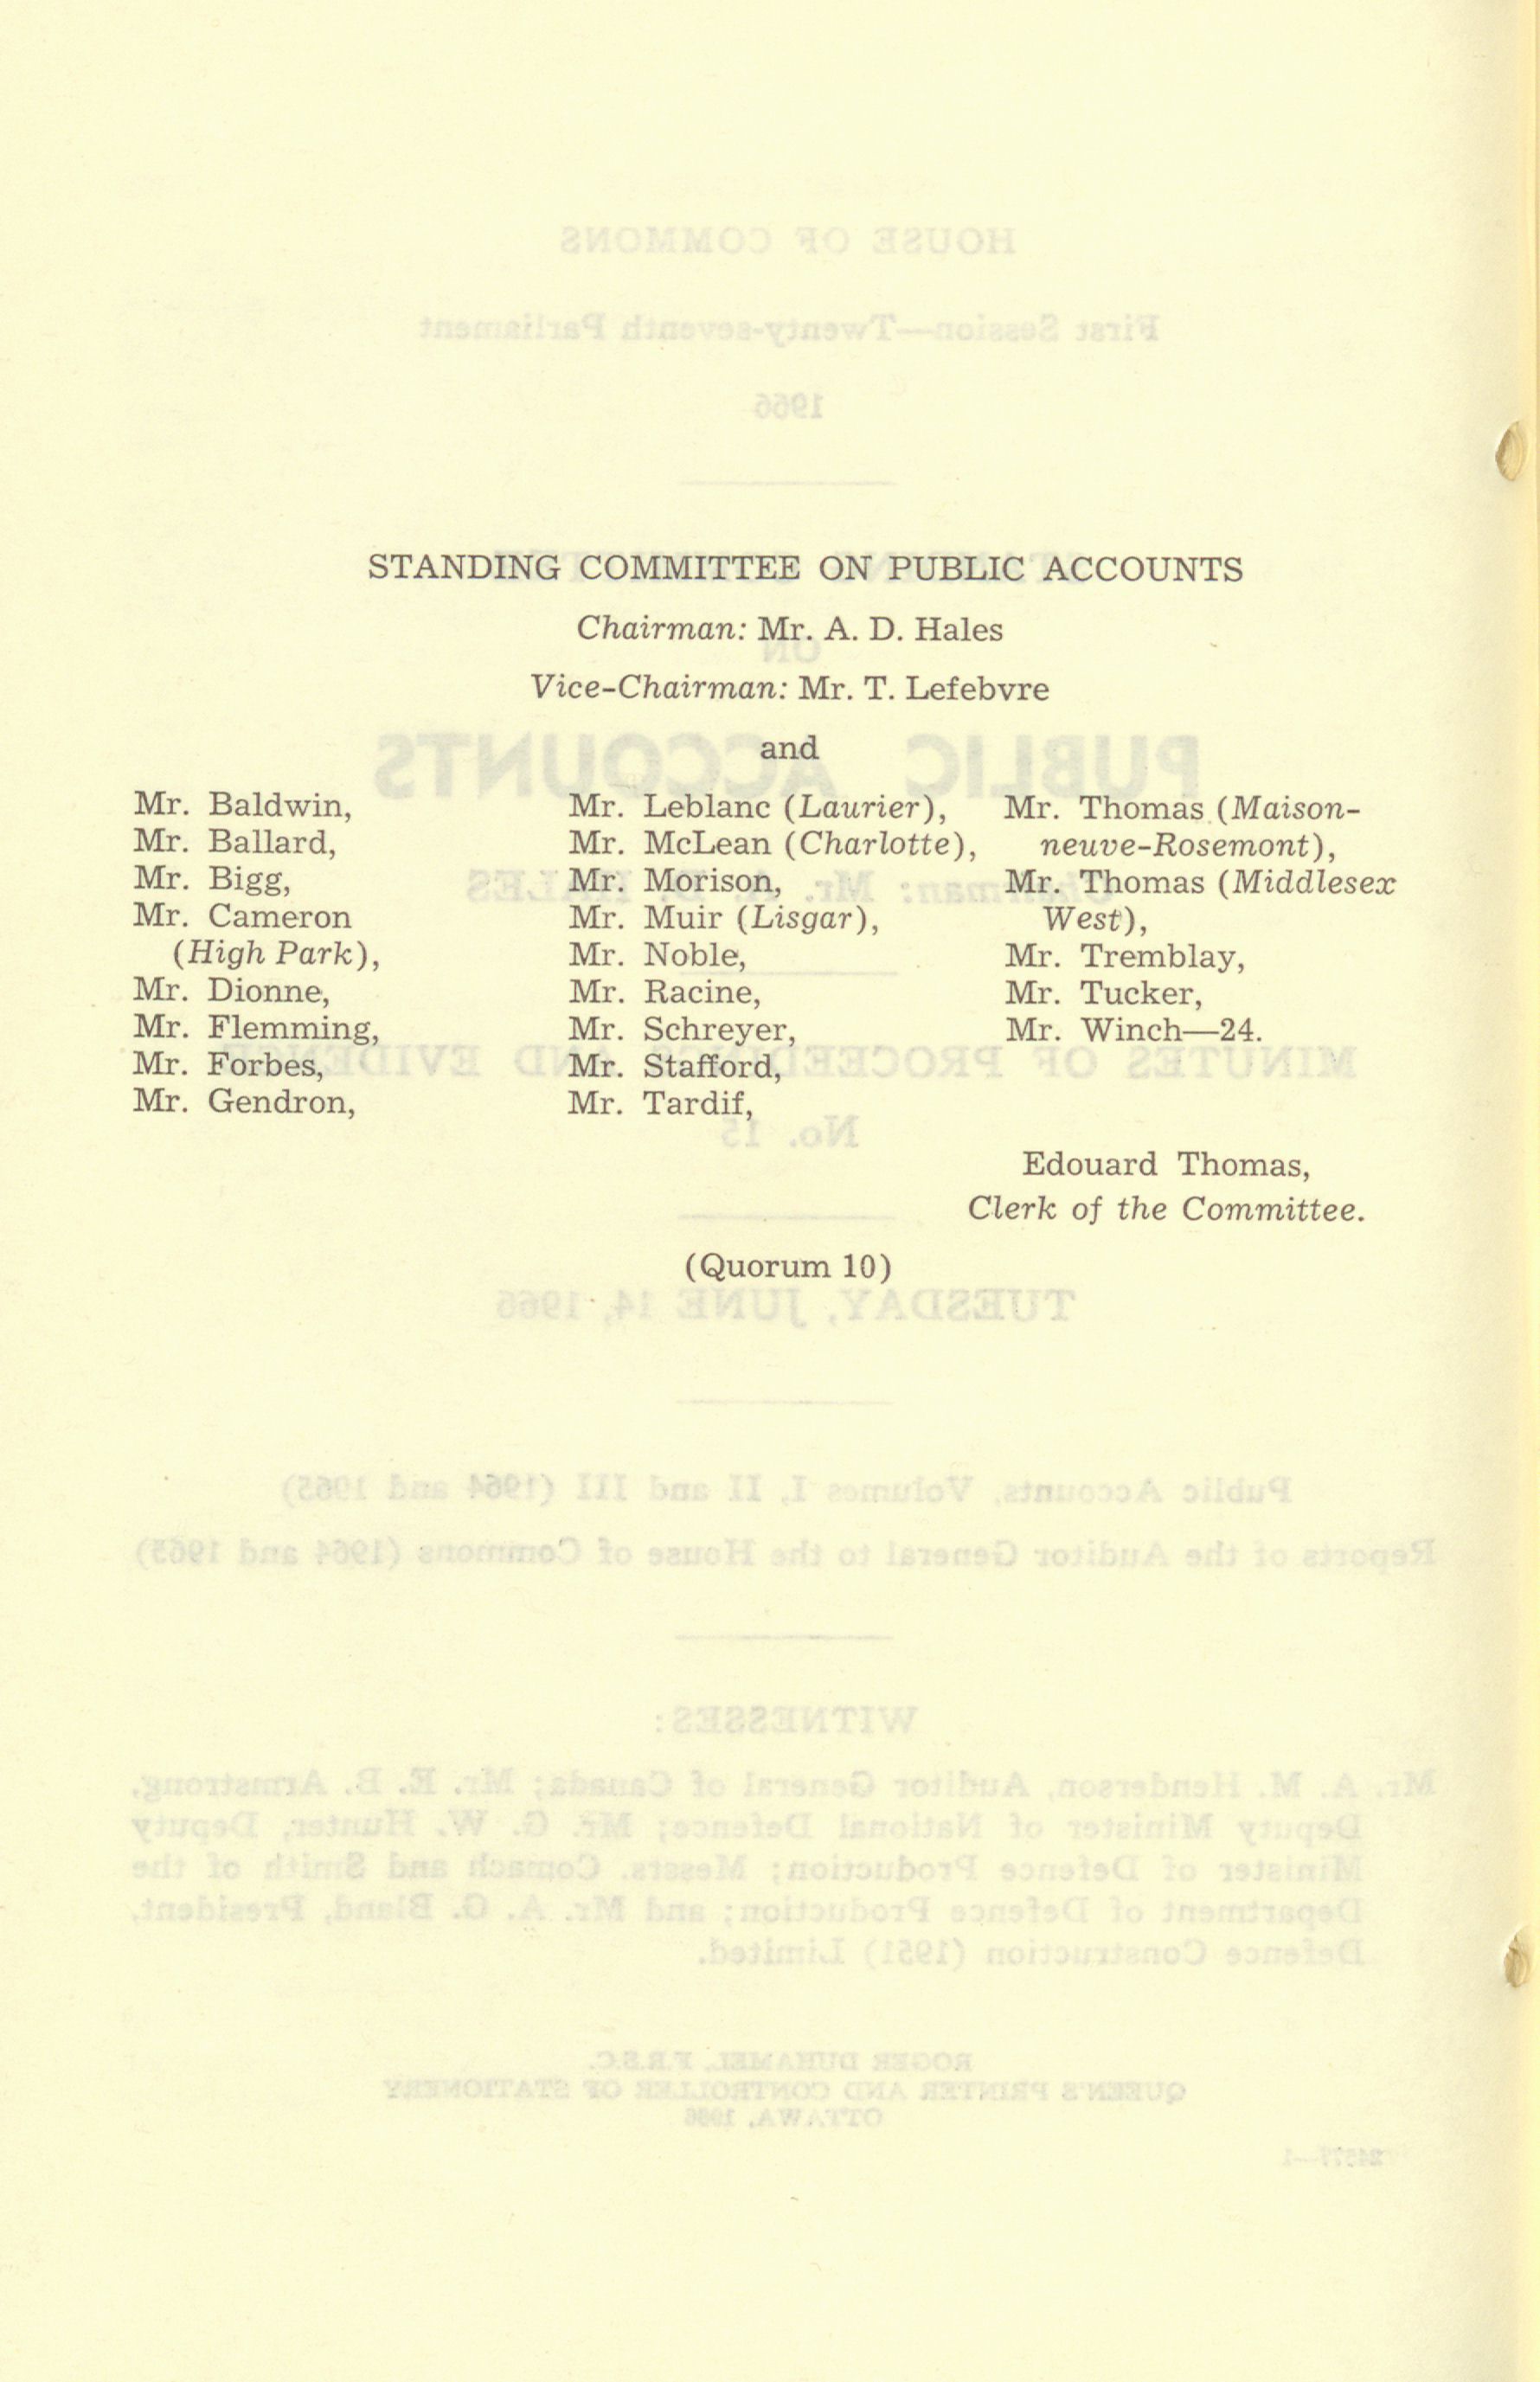 STANDING COMMITTEE ON PUBLIC ACCOUNTS
Chairman: Mr. A. D. Hales
Vice-Chairman: Mr. T. Lefebvre
and
Mr. Baldwin,
Mr. Ballard,
Mr. Bigg,
Mr. Cameron
(High Park),
Mr. Dionne,
Mr. Flemming,
Mr. Forbes,
Mr. Gendron,
Mr. Leblanc (Laurier),
Mr. McLean (Charlotte),
Mr. Morison,
Mr. Muir (Lisgar),
Mr. Noble,
Mr. Racine,
Mr. Schreyer,
Mr. Stafford,
Mr. Tardif,
Mr. Thomas (Maison-
neuve-Rosemont),
Mr. Thomas (Middlesex
West),
Mr. Tremblay,
Mr. Tucker,
Mr. Winch—24.
Edouard Thomas,
Clerk of the Committee.
(Quorum 10)